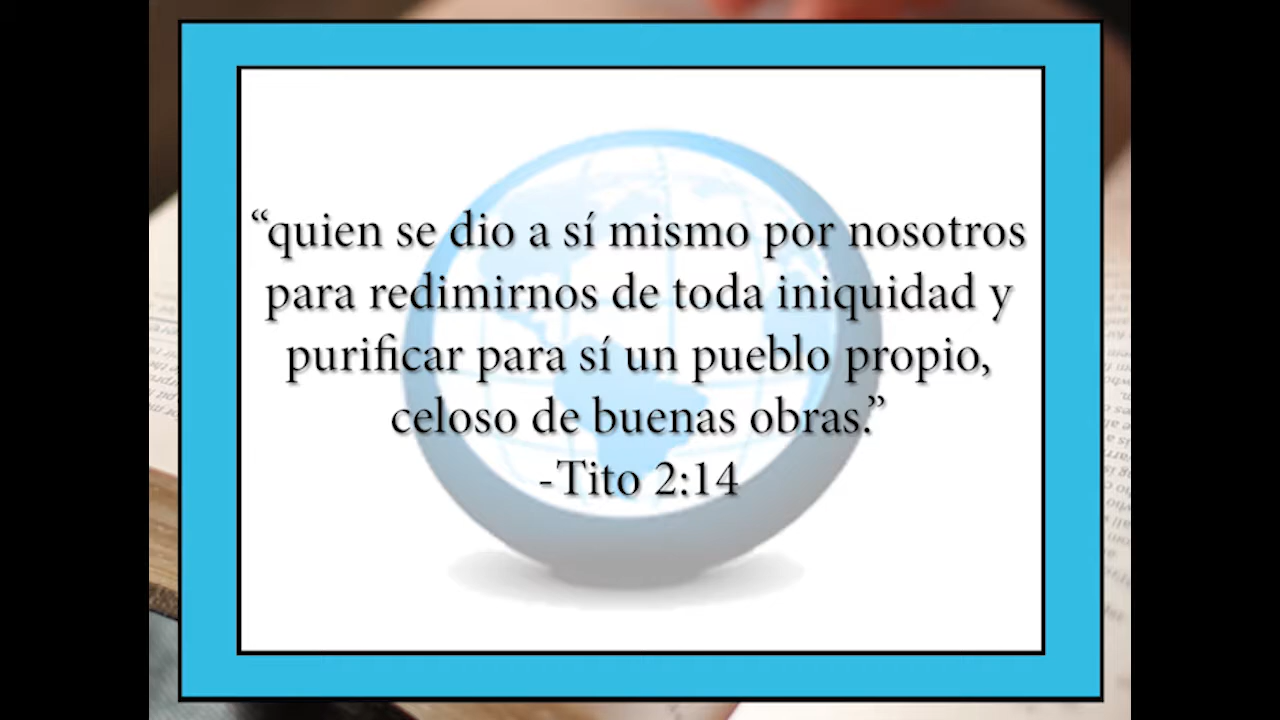 “quien se dio a sí mismo por nosotros
para redimirnos de toda iniquidad y
purificar para sí un pueblo propio,
celoso de buenas obras.”
-Tito 2:14